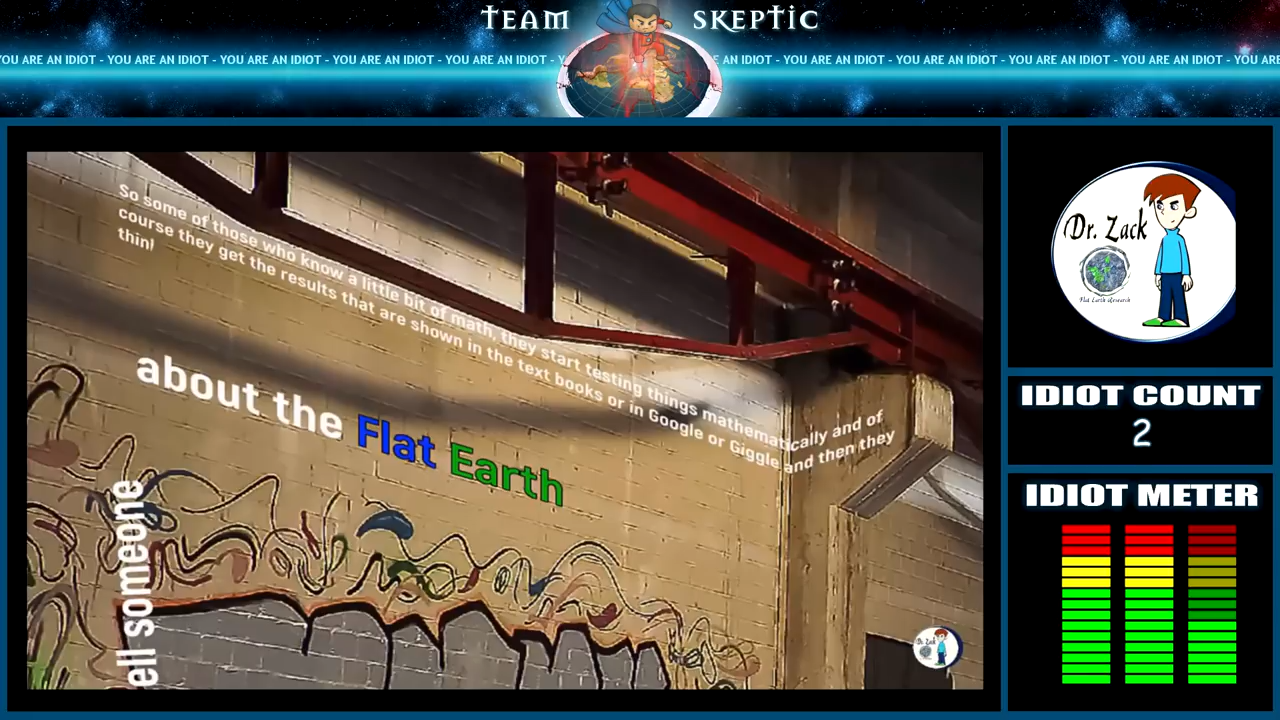 TEAM SKEPTIC
YOU ARE AN IDIOT - YOU ARE AN IDIOT - YOU ARE AN IDIOT - YOU ARE AN IDIOT - YOU ARE AN IDIOT - Y E AN IDIOT - YOU ARE AN IDIOT - YOU ARE AN IDIOT - YOU ARE AN IDIOT - YOU ARE AN IDIOT - YOU ARE
So some of those who know a little bit of math, they start testing things mathematically and of
course they get the results that are shown in the text books or in Google or Giggle and then they
thin
about the Flat Earth
ell someone
Dr. Zack
Flat Earth Research
IDIOT COUNT
2
IDIOT METER
Dr. Zack